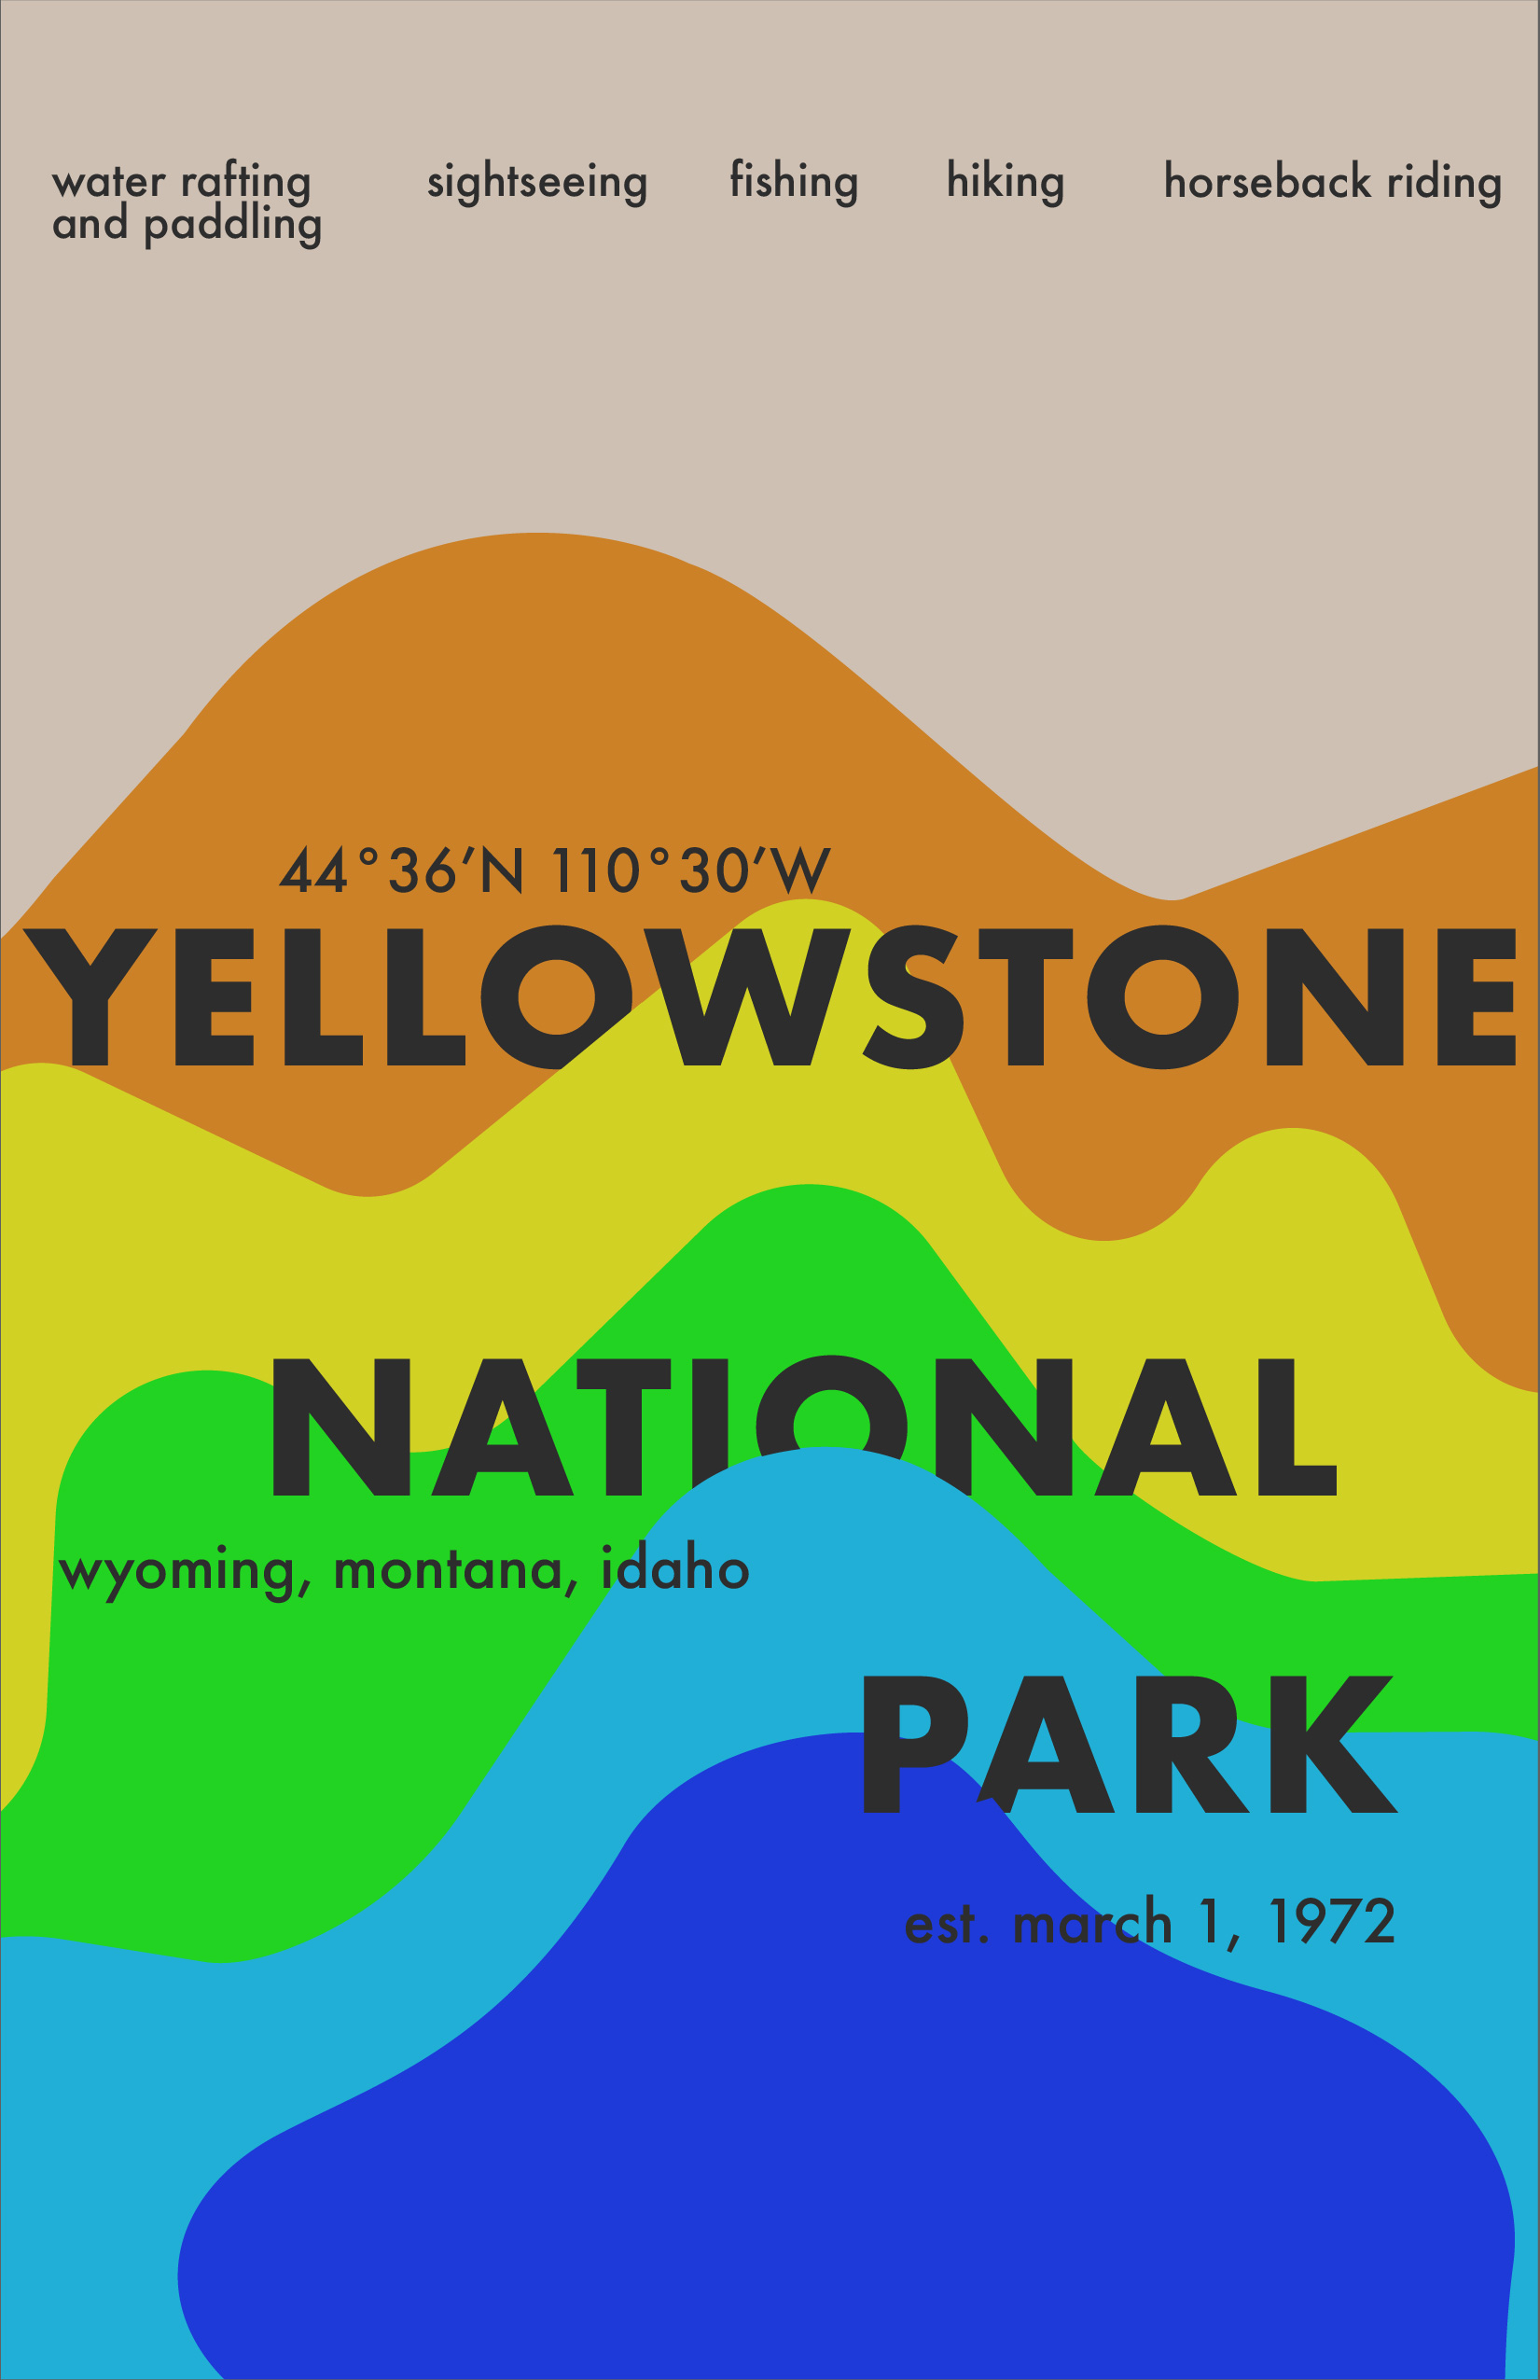 water rafting
and paddling
sightseeing
fishing
hiking
horseback riding
44°36′N 110°30′W
YELLOWSTONE
NATIONAL
wyoming, montana, idaho
PARK
est. march 1, 1972